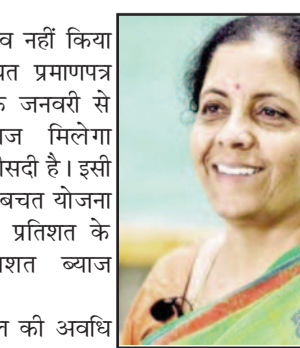 व नहीं किया
त प्रमाणपत्र
जनवरी से
ज मिलेगा
सदी है। इसी
बचत योजना
प्रतिशत के
शत ब्याज
की अवधि